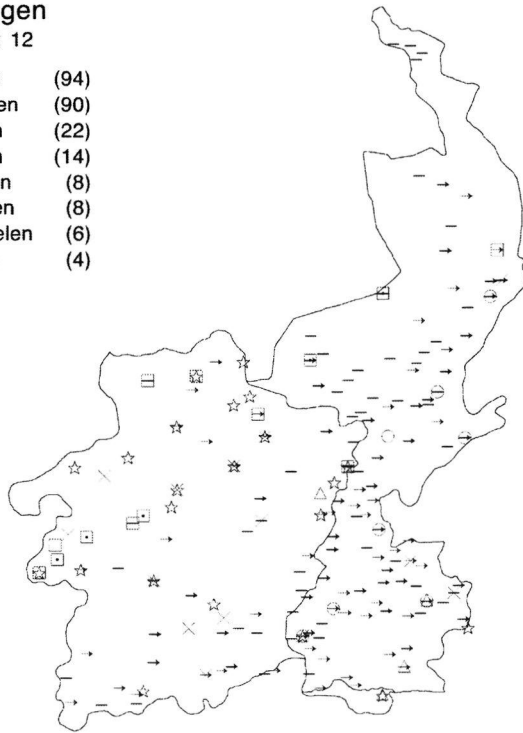 gen
12
(94)
en (90)
n (22)
n (14)
n (8)
en (8)
elen (6)
(4)